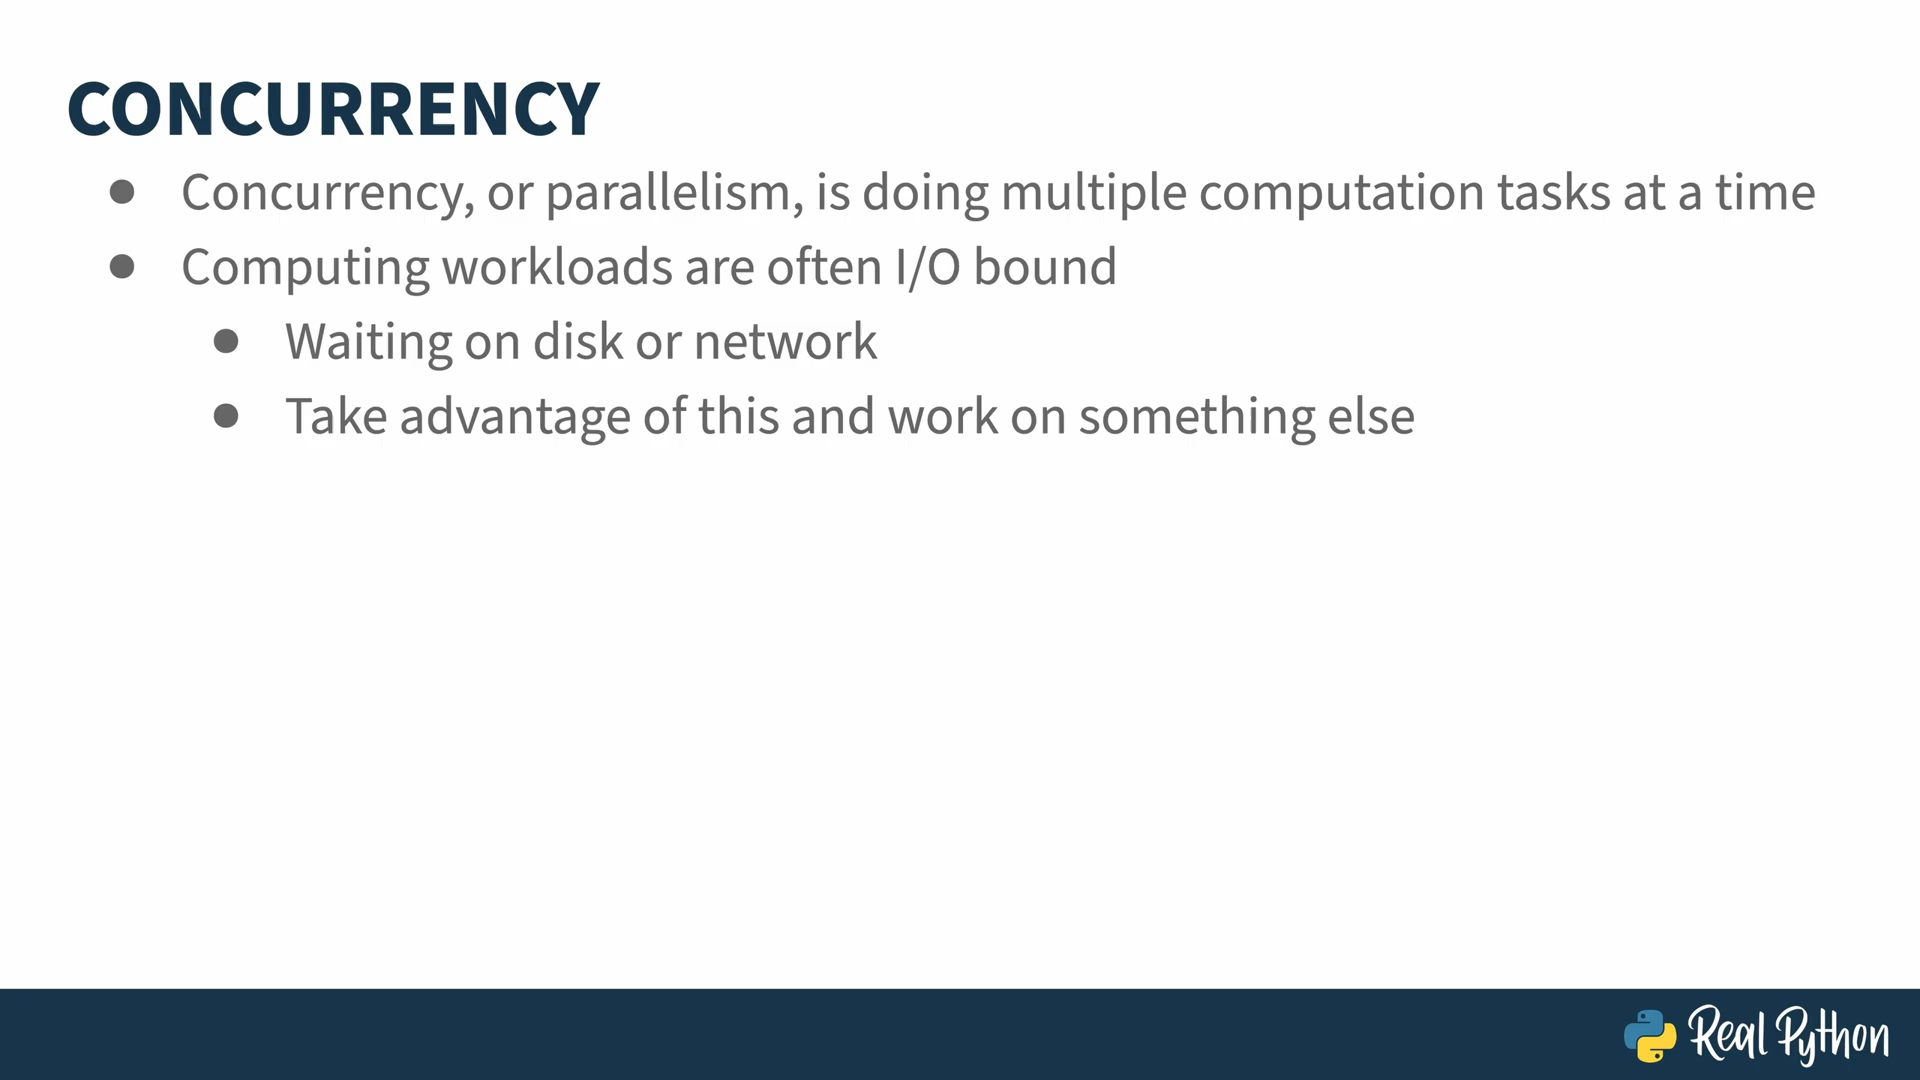 CONCURRENCY
● Concurrency, or parallelism, is doing multiple computation tasks at a time
● Computing workloads are often I/O bound
● Waiting on disk or network
● Take advantage of this and work on something else
Real Python